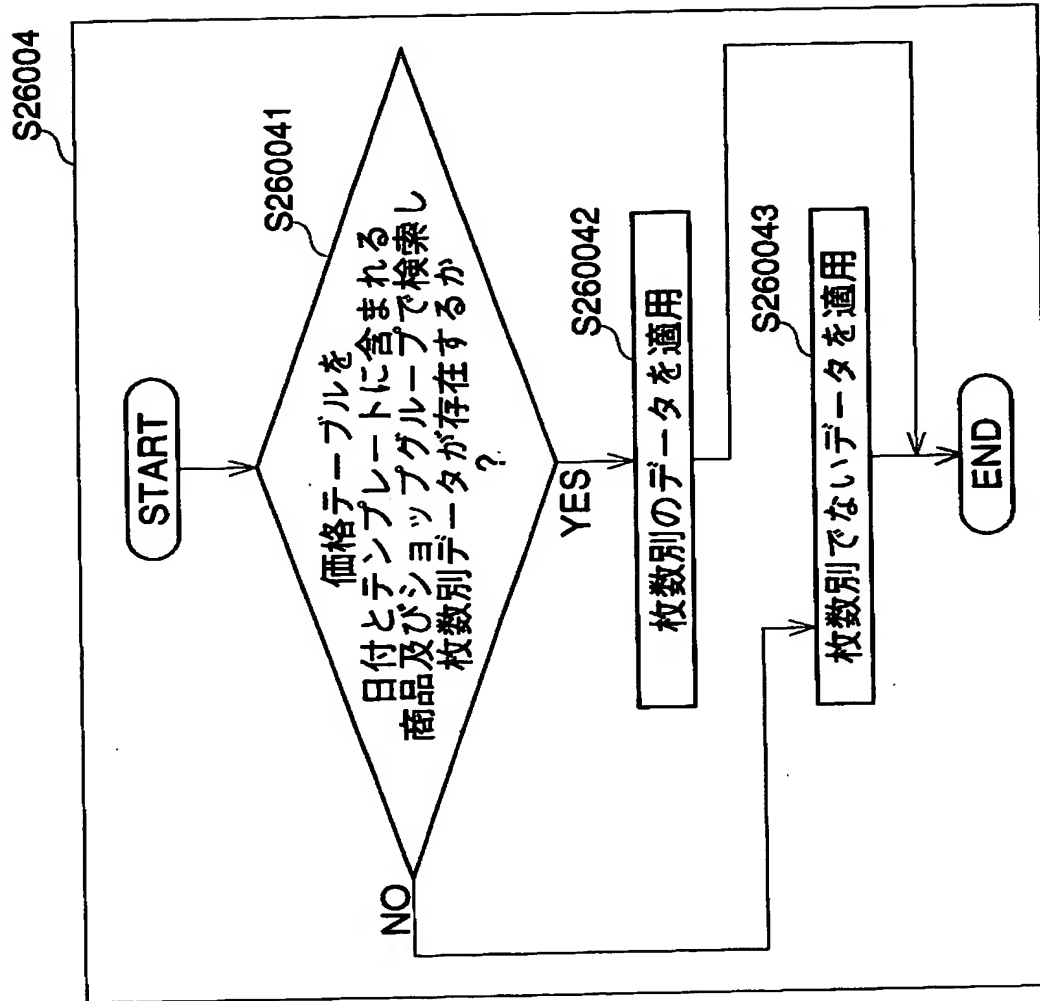 S26004
START
S260041
価格テーブルを
日付とテンプレートに含まれる
商品及びショップグループで検索し
枚数別データが存在するか
?
NO
YES
S260042
枚数別のデータを適用
S260043
枚数別でないデータを適用
END